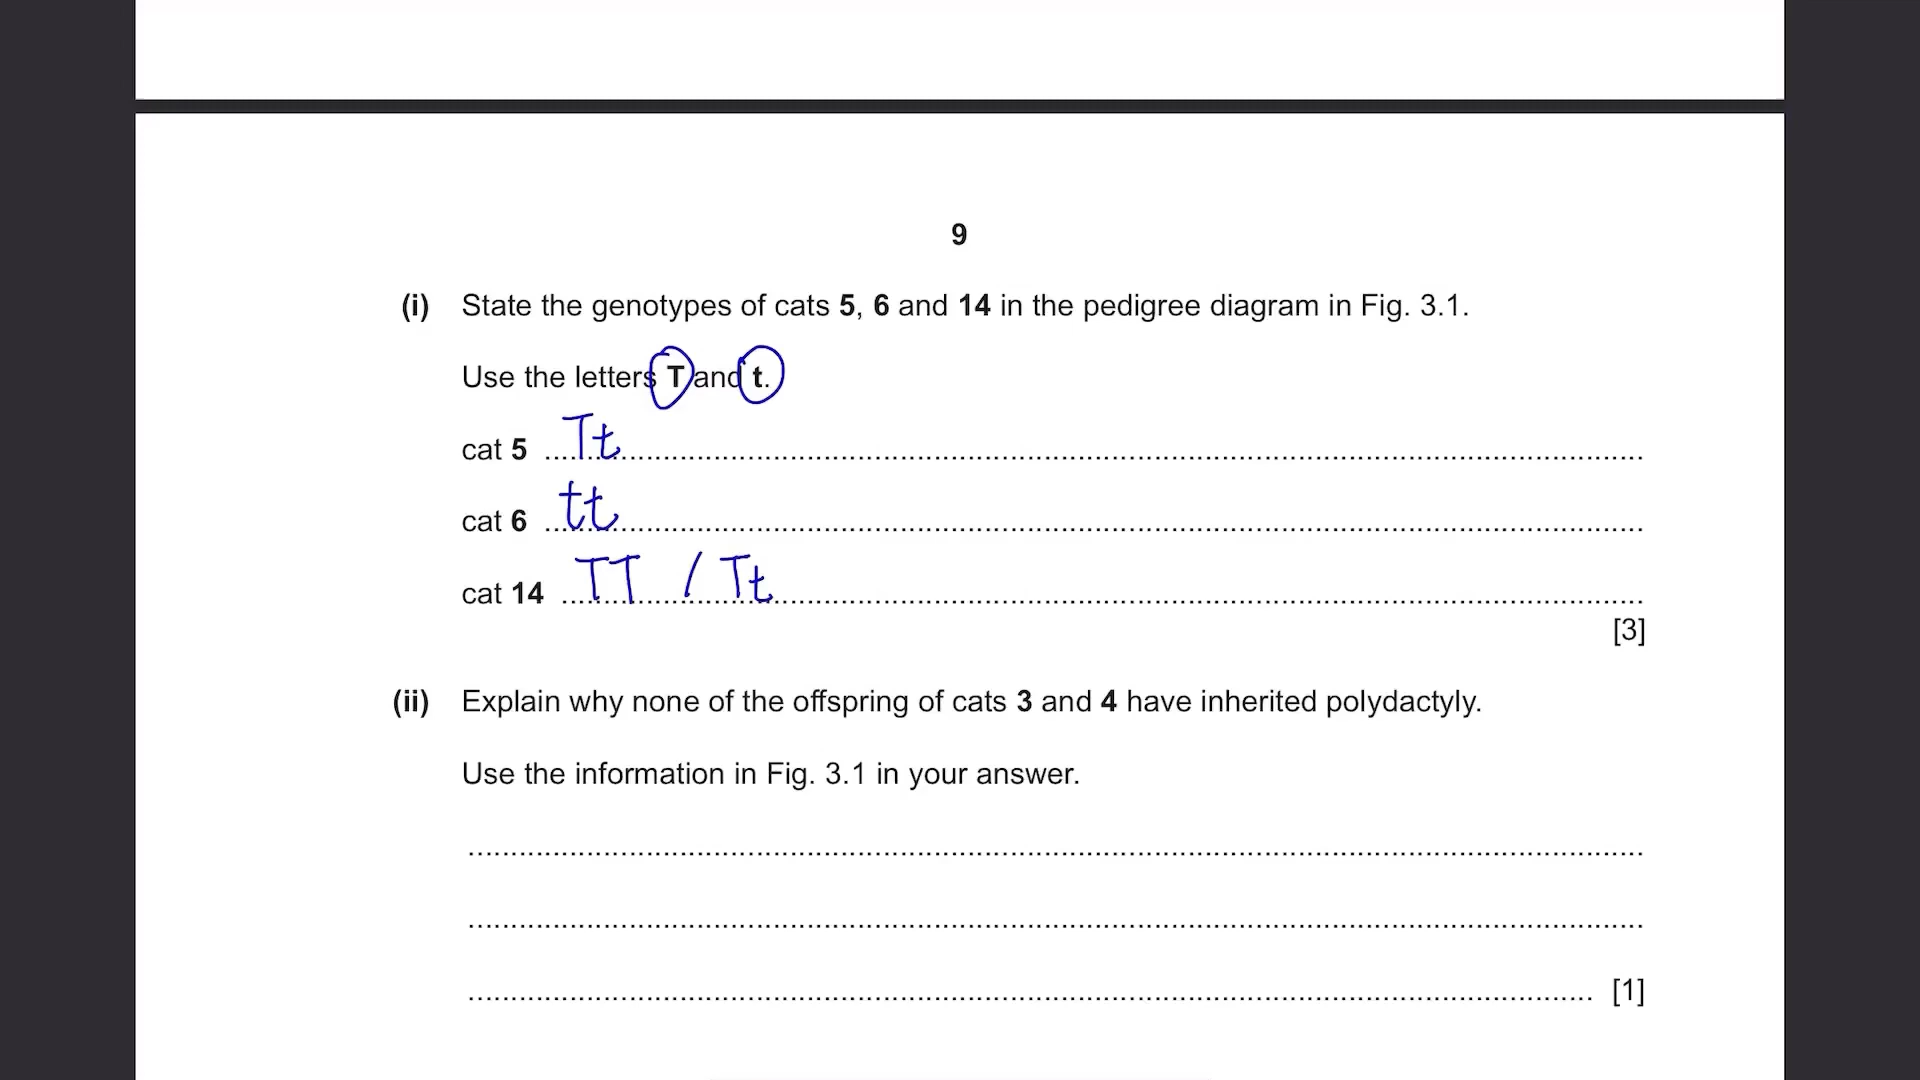 9
(i) State the genotypes of cats 5, 6 and 14 in the pedigree diagram in Fig. 3.1.
Use the letters T and t.
cat 5 Tt
cat 6 tt
cat 14 TT / Tt
[3]
(ii) Explain why none of the offspring of cats 3 and 4 have inherited polydactyly.
Use the information in Fig. 3.1 in your answer.
[1]